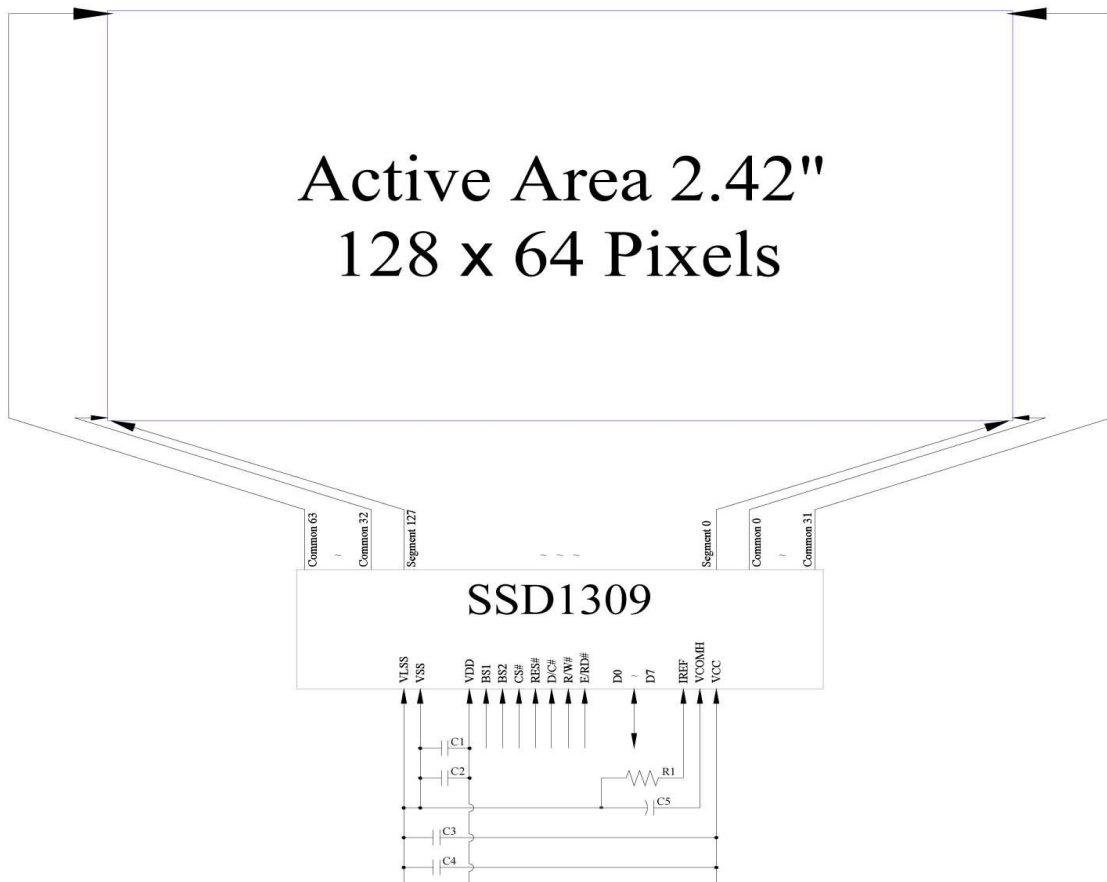 Active Area 2.42"
128 x 64 Pixels
Common 63
~
Common 32
Segment 127
~ ~ ~
Segment 0
Common 0
~
Common 31
SSD1309
VLSS
VSS
VDD
BS1
BS2
CS#
RES#
D/C#
R/W#
E/RD#
D0
~
D7
IREF
VCOMH
VCC
C1
C2
R1
C5
C3
C4